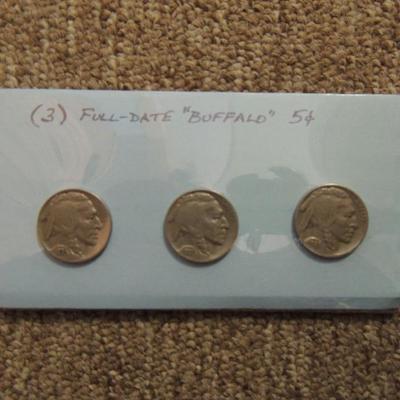 (3) FULL-DATE "BUFFALO" 5¢